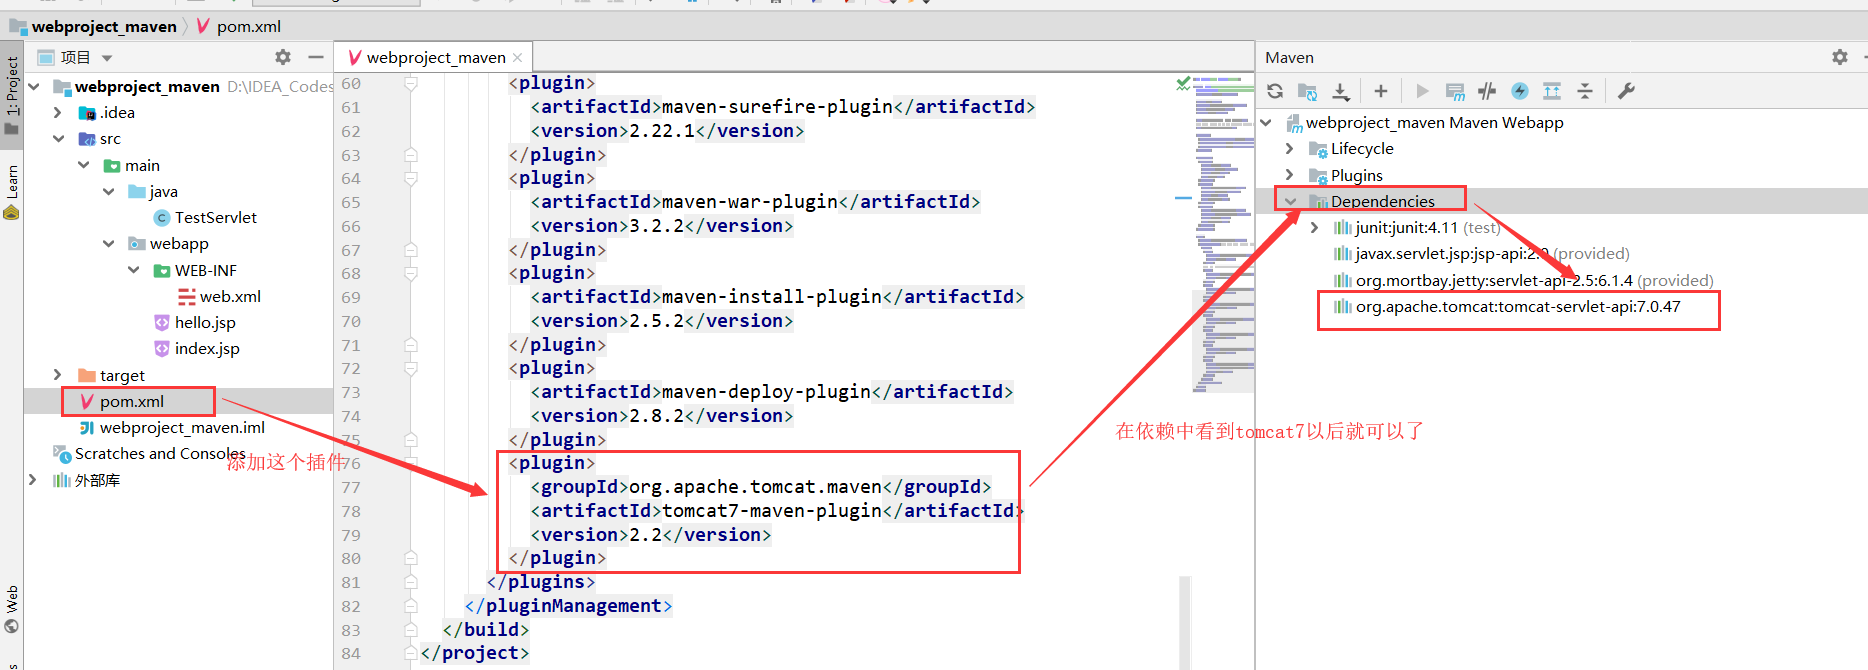 webproject_maven
pom.xml
1: Project
Learn
Web
项目
webproject_maven D:\IDEA_Codes
.idea
src
main
java
TestServlet
webapp
WEB-INF
web.xml
hello.jsp
index.jsp
target
pom.xml
webproject_maven.iml
Scratches and Consoles
外部库
添加这个插件
webproject_maven
60 <plugin>
61 <artifactId>maven-surefire-plugin</artifactId>
62 <version>2.22.1</version>
63 </plugin>
64 <plugin>
65 <artifactId>maven-war-plugin</artifactId>
66 <version>3.2.2</version>
67 </plugin>
68 <plugin>
69 <artifactId>maven-install-plugin</artifactId>
70 <version>2.5.2</version>
71 </plugin>
72 <plugin>
73 <artifactId>maven-deploy-plugin</artifactId>
74 <version>2.8.2</version>
75 </plugin>
76 <plugin>
77 <groupId>org.apache.tomcat.maven</groupId>
78 <artifactId>tomcat7-maven-plugin</artifactId>
79 <version>2.2</version>
80 </plugin>
81 </plugins>
82 </pluginManagement>
83 </build>
84 </project>
在依赖中看到tomcat7以后就可以了
Maven
webproject_maven Maven Webapp
Lifecycle
Plugins
Dependencies
junit:junit:4.11 (test)
javax.servlet.jsp:jsp-api:2.0 (provided)
org.mortbay.jetty:servlet-api-2.5:6.1.4 (provided)
org.apache.tomcat:tomcat-servlet-api:7.0.47